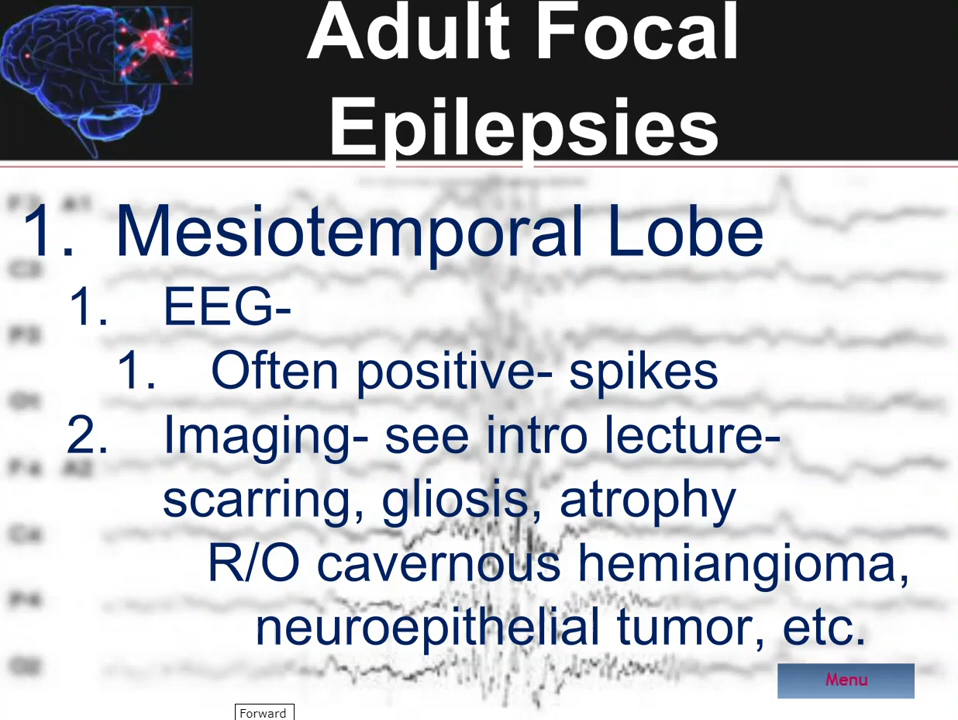 Adult Focal
Epilepsies
1. Mesiotemporal Lobe
1. EEG-
1. Often positive- spikes
2. Imaging- see intro lecture-
scarring, gliosis, atrophy
R/O cavernous hemiangioma,
neuroepithelial tumor, etc.
Menu
Forward